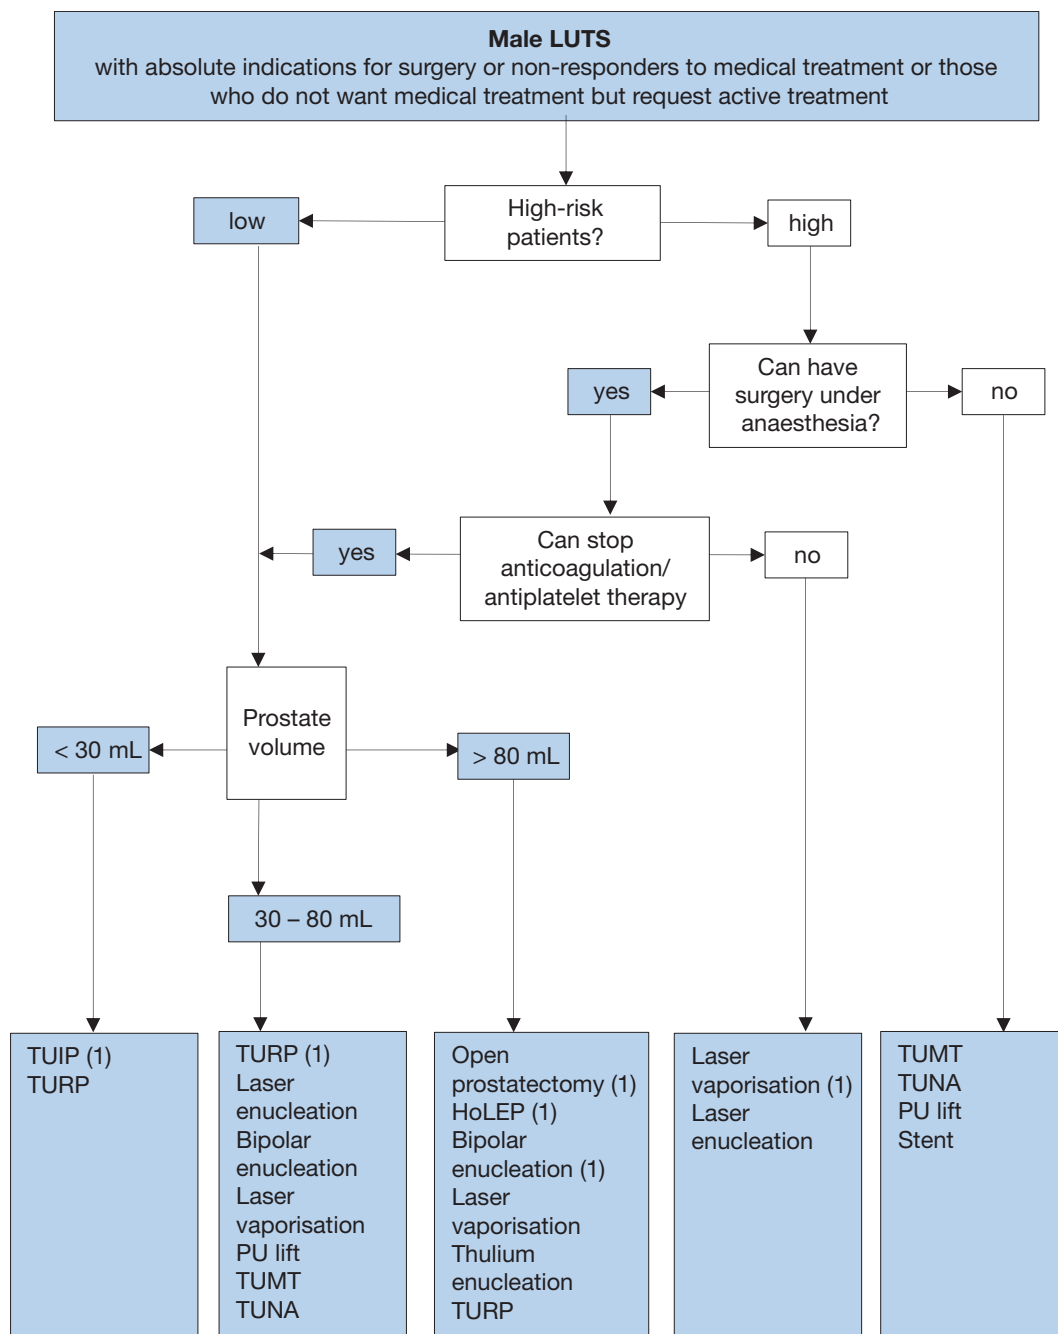 Male LUTS
with absolute indications for surgery or non-responders to medical treatment or those
who do not want medical treatment but request active treatment
High-risk
patients?
low
high
Can have
surgery under
anaesthesia?
yes
no
Can stop
anticoagulation/
antiplatelet therapy
yes
no
Prostate
volume
< 30 mL
> 80 mL
30 – 80 mL
TUIP (1)
TURP
TURP (1)
Laser
enucleation
Bipolar
enucleation
Laser
vaporisation
PU lift
TUMT
TUNA
Open
prostatectomy (1)
HoLEP (1)
Bipolar
enucleation (1)
Laser
vaporisation
Thulium
enucleation
TURP
Laser
vaporisation (1)
Laser
enucleation
TUMT
TUNA
PU lift
Stent